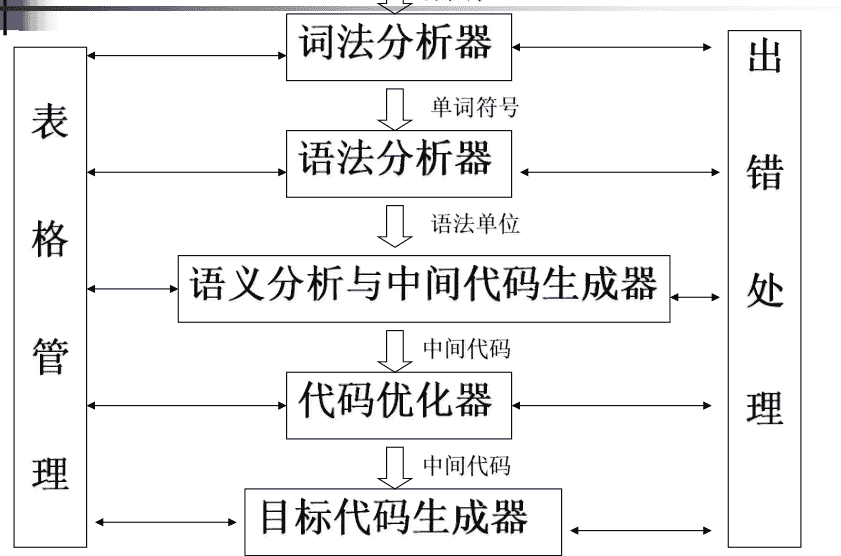 词法分析器
单词符号
语法分析器
语法单位
语义分析与中间代码生成器
中间代码
代码优化器
中间代码
目标代码生成器
表格管理
出错处理